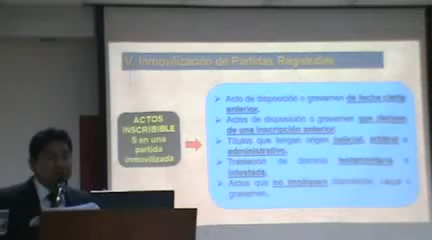 V. Inmovilización de Partidas Registrales
ACTOS
INSCRIBIBLE
S en una
partida
inmovilizada
Acto de disposición o gravamen de fecha cierta
anterior.
Actos de disposición o gravamen que deriven
de una inscripción anterior.
Títulos que tengan origen judicial, arbitral o
administrativo.
Traslación de dominio testamentaria o
intestada.
Actos que no impliquen disposición, carga o
gravamen.